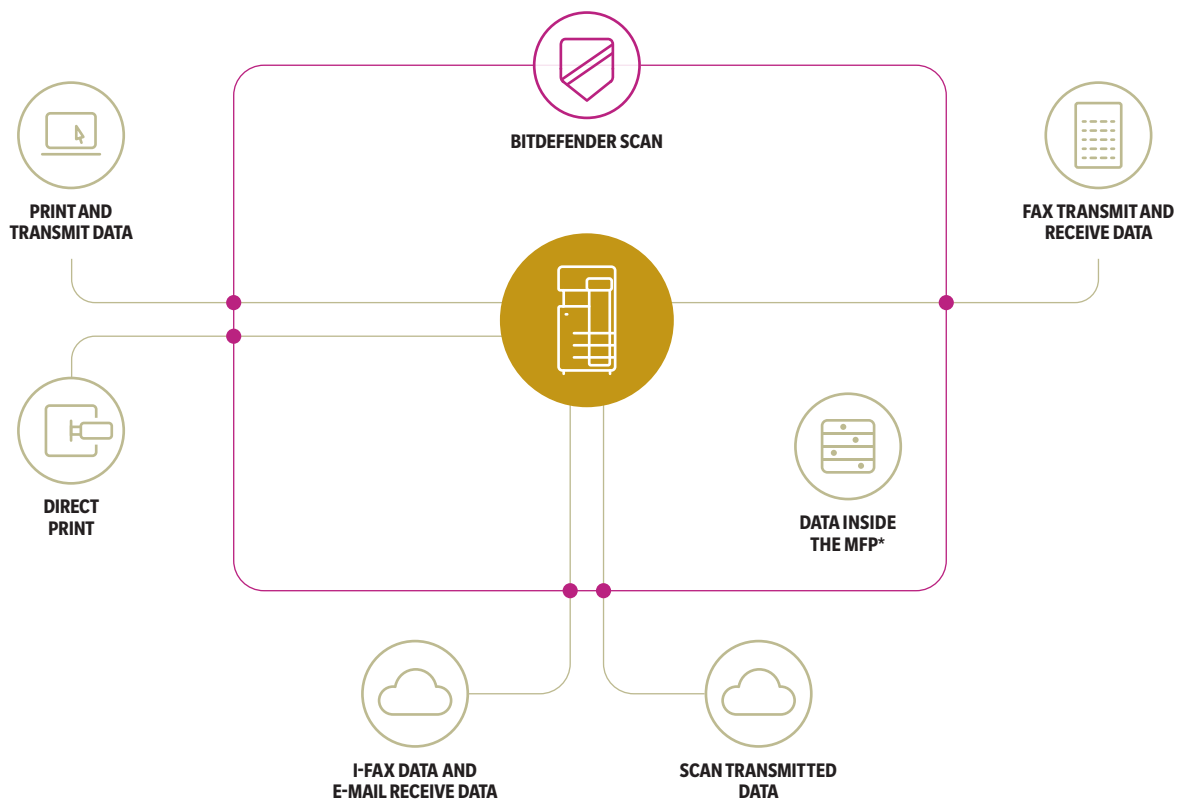 BITDEFENDER SCAN
PRINT AND
TRANSMIT DATA
FAX TRANSMIT AND
RECEIVE DATA
DIRECT
PRINT
DATA INSIDE
THE MFP*
I-FAX DATA AND
E-MAIL RECEIVE DATA
SCAN TRANSMITTED
DATA